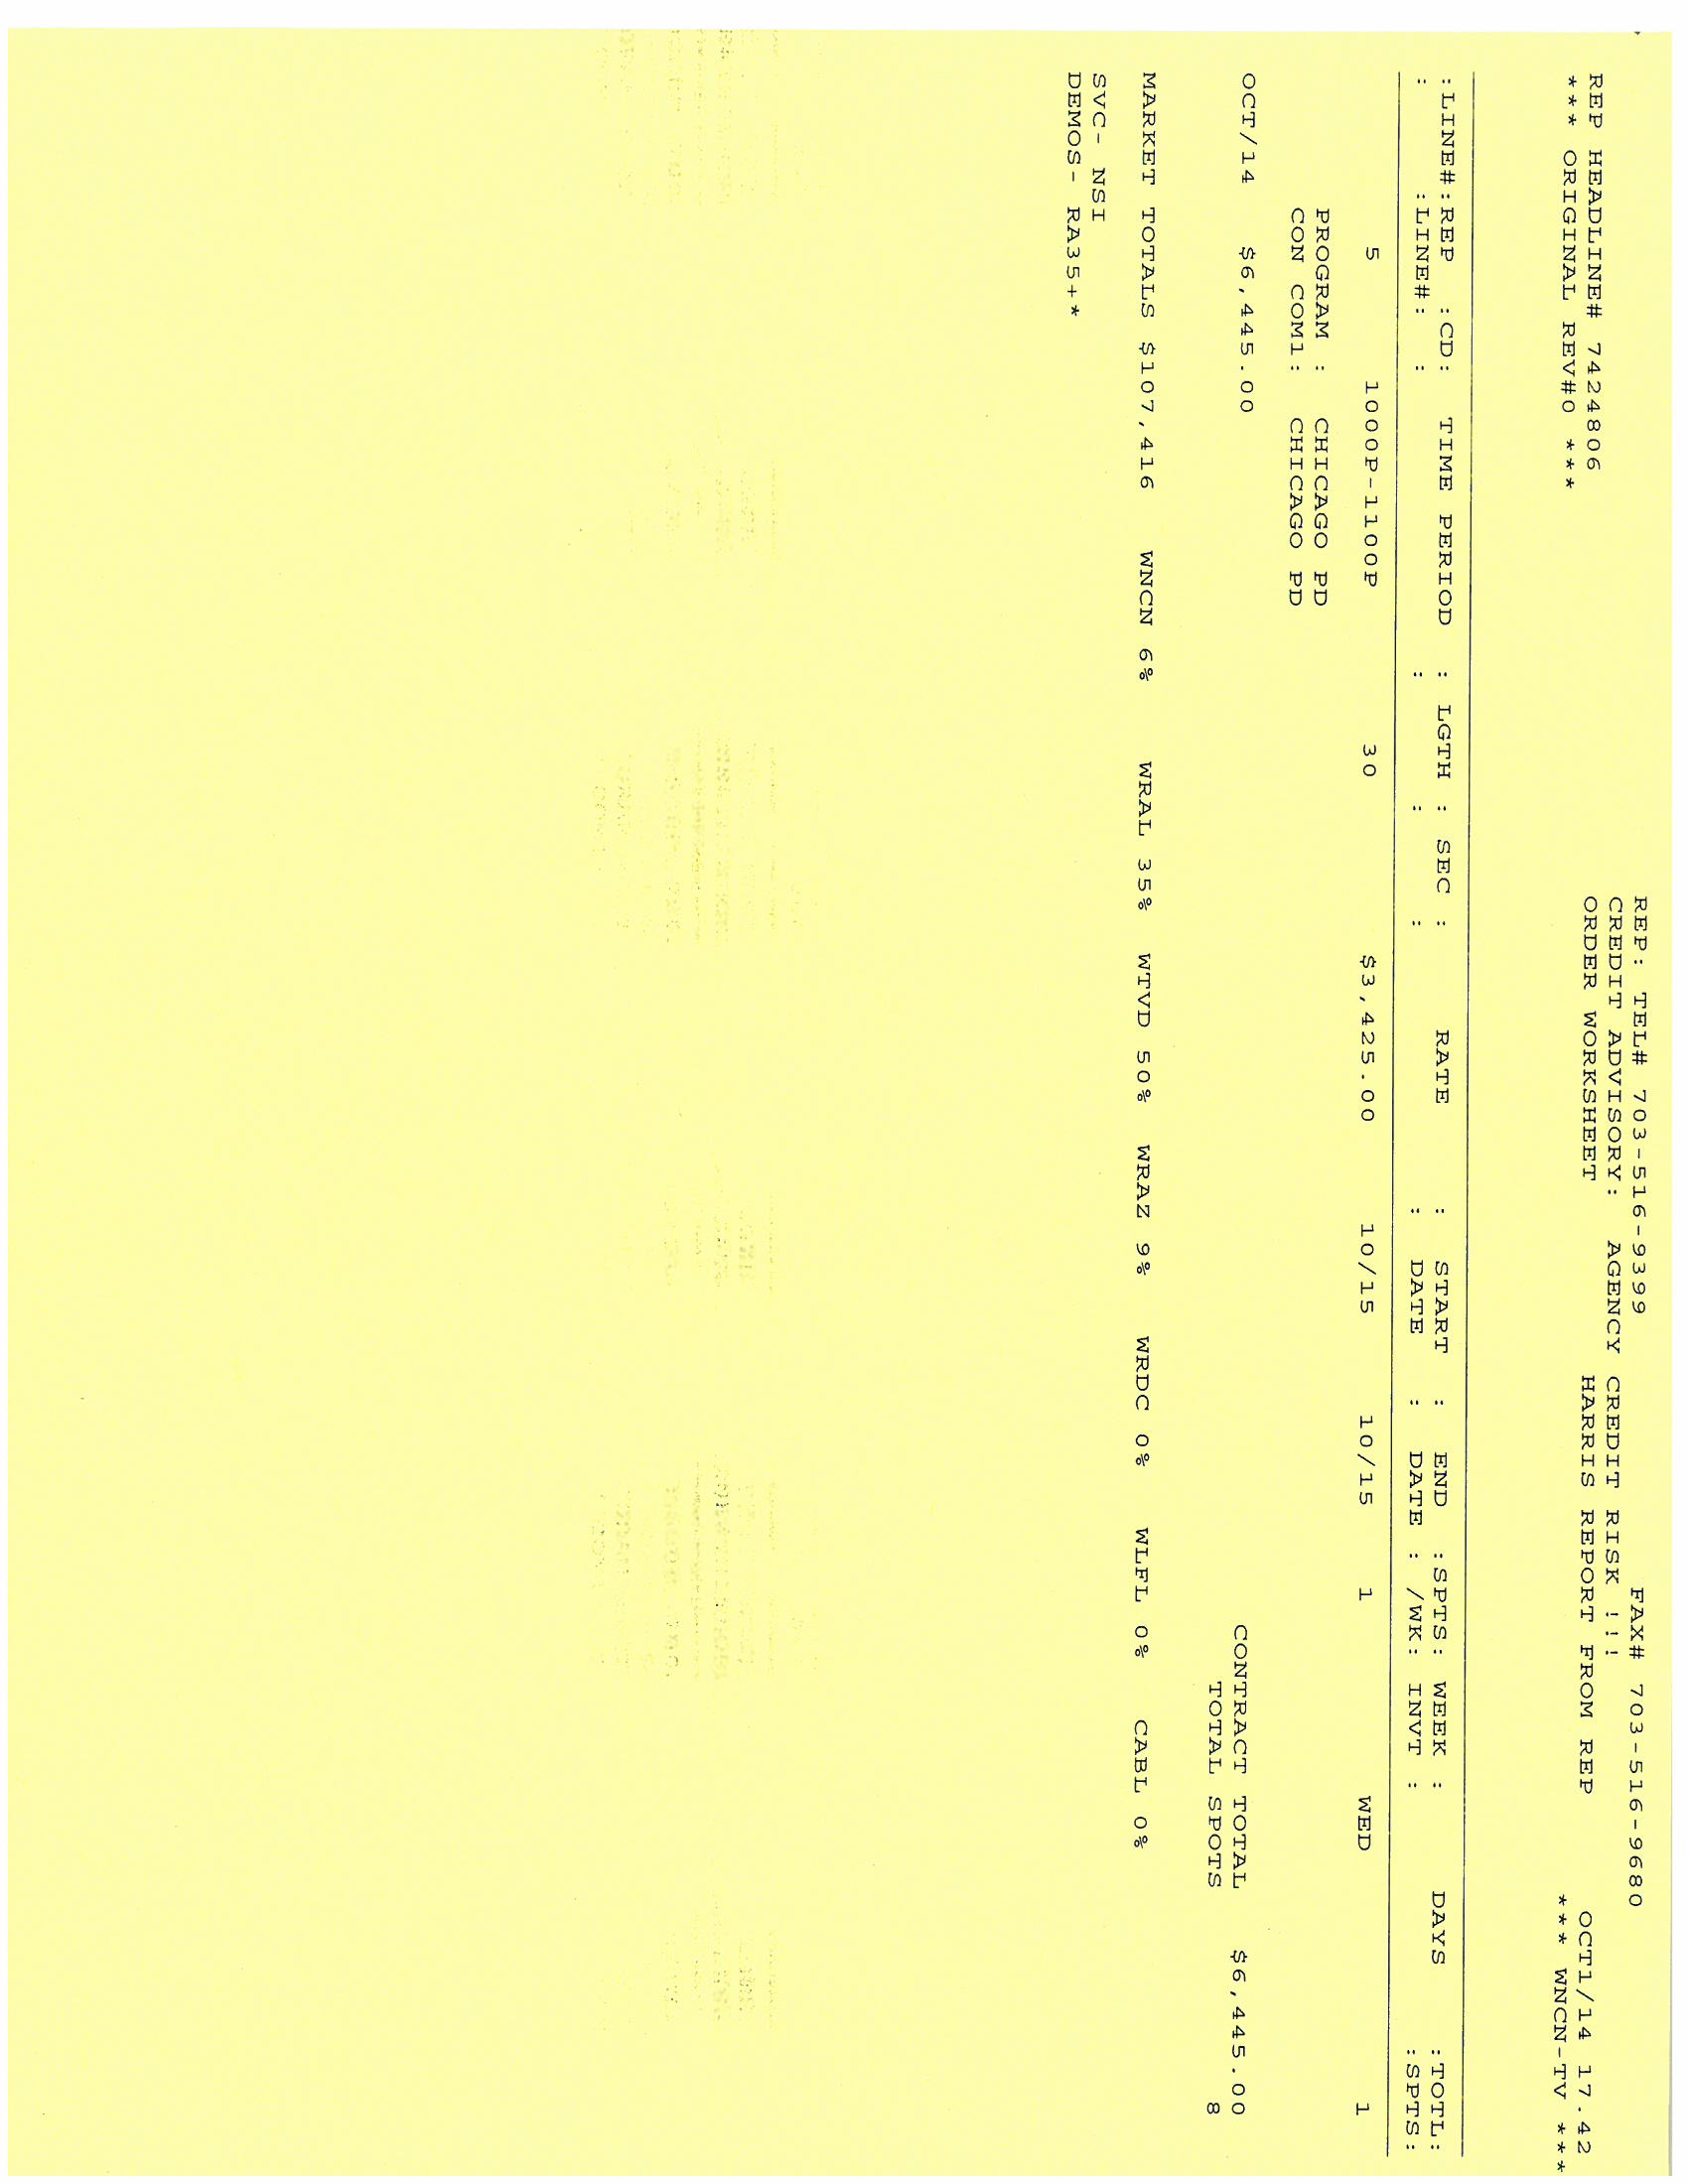 REP: TEL# 703-516-9399 FAX# 703-516-9680
CREDIT ADVISORY: AGENCY CREDIT RISK !!!
REP HEADLINE# 7424806 ORDER WORKSHEET HARRIS REPORT FROM REP OCT1/14 17.42
*** ORIGINAL REV#0 *** *** WNCN-TV ***
:LINE#:REP :CD: TIME PERIOD : LGTH : SEC : RATE : START : END :SPTS: WEEK : DAYS :TOTL:
: :LINE#: : : : : : DATE : DATE : /WK: INVT : :SPTS:
5 1000P-1100P 30 $3,425.00 10/15 10/15 1 WED 1
PROGRAM : CHICAGO PD
CON COM1: CHICAGO PD
OCT/14 $6,445.00 CONTRACT TOTAL $6,445.00
TOTAL SPOTS 8
MARKET TOTALS $107,416 WNCN 6% WRAL 35% WTVD 50% WRAZ 9% WRDC 0% WLFL 0% CABL 0%
SVC- NSI
DEMOS- RA35+*